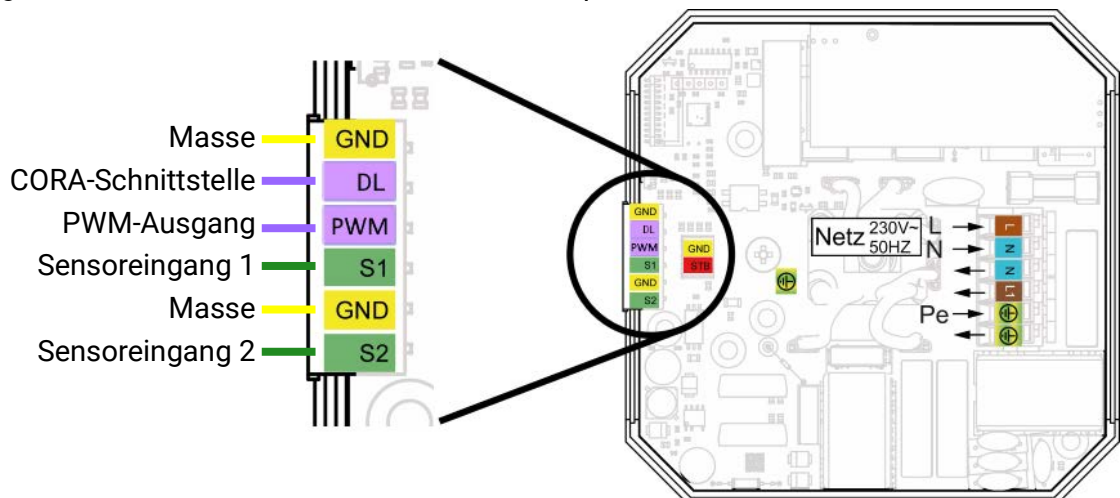 Masse
CORA-Schnittstelle
PWM-Ausgang
Sensoreingang 1
Masse
Sensoreingang 2
GND
DL
PWM
S1
GND
S2
GND
DL
PWM
S1
GND
S2
GND
STB
Netz 230V~
50HZ
L
N
Pe
L
N
N
L1